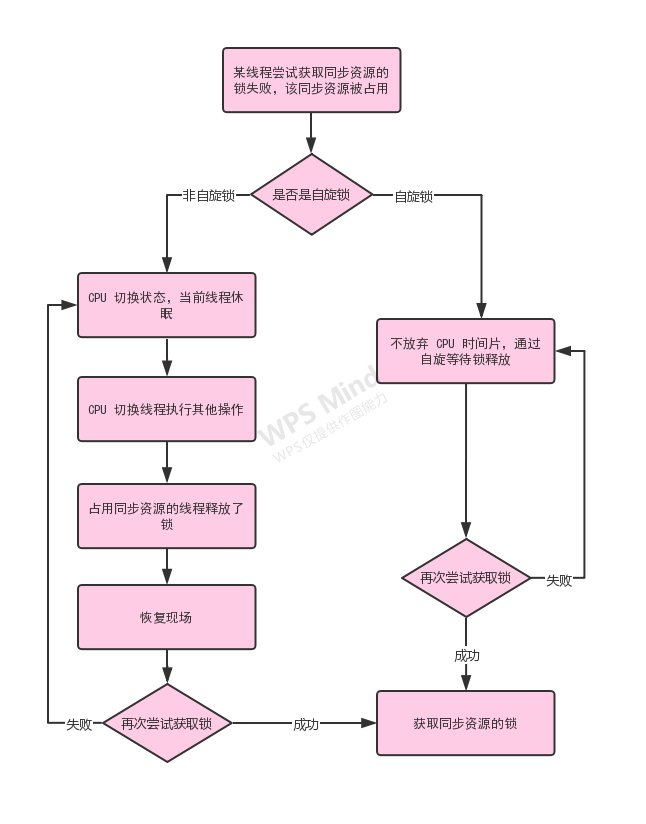 某线程尝试获取同步资源的
锁失败，该同步资源被占用
是否是自旋锁
非自旋锁
自旋锁
CPU 切换状态，当前线程休
眠
CPU 切换线程执行其他操作
占用同步资源的线程释放了
锁
恢复现场
再次尝试获取锁
失败
成功
不放弃 CPU 时间片，通过
自旋等待锁释放
再次尝试获取锁
失败
成功
获取同步资源的锁
WPS Mind
WPS仅提供作图能力